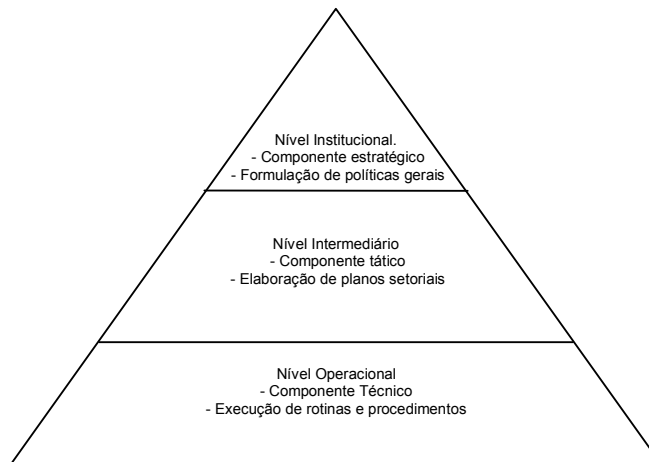 Nível Institucional.
- Componente estratégico
- Formulação de políticas gerais
Nível Intermediário
- Componente tático
- Elaboração de planos setoriais
Nível Operacional
- Componente Técnico
- Execução de rotinas e procedimentos